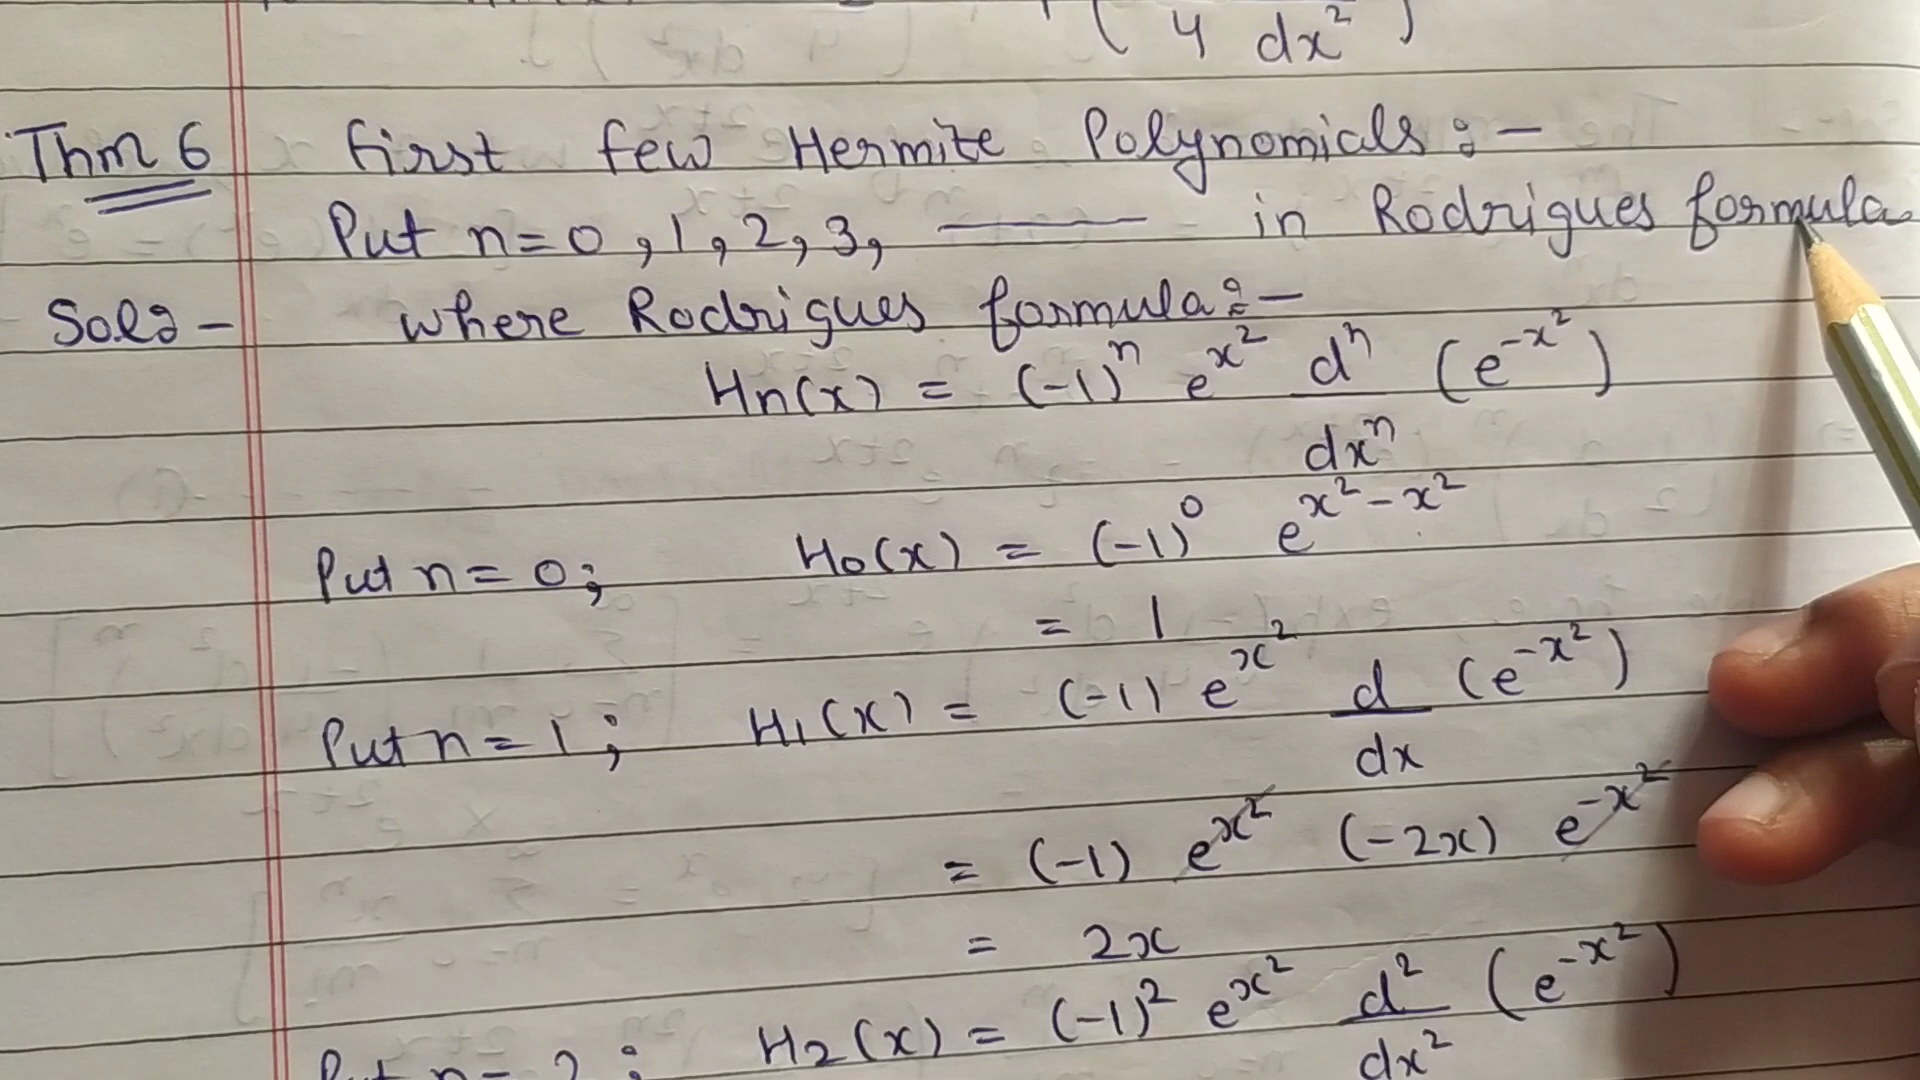 ( 4 dx² )
Thm 6 first few Hermite Polynomials :-
Put n=0, 1, 2, 3, —— in Rodrigues formula
Sol:- where Rodrigues formula:-
Hn(x) = (-1)ⁿ e^x² dⁿ/dxⁿ (e^-x²)
Put n=0; H₀(x) = (-1)⁰ e^x²-x²
= 1
Put n=1; H₁(x) = (-1) e^x² d/dx (e^-x²)
= (-1) e^x² (-2x) e^-x²
= 2x
Put n=2; H₂(x) = (-1)² e^x² d²/dx² (e^-x²)